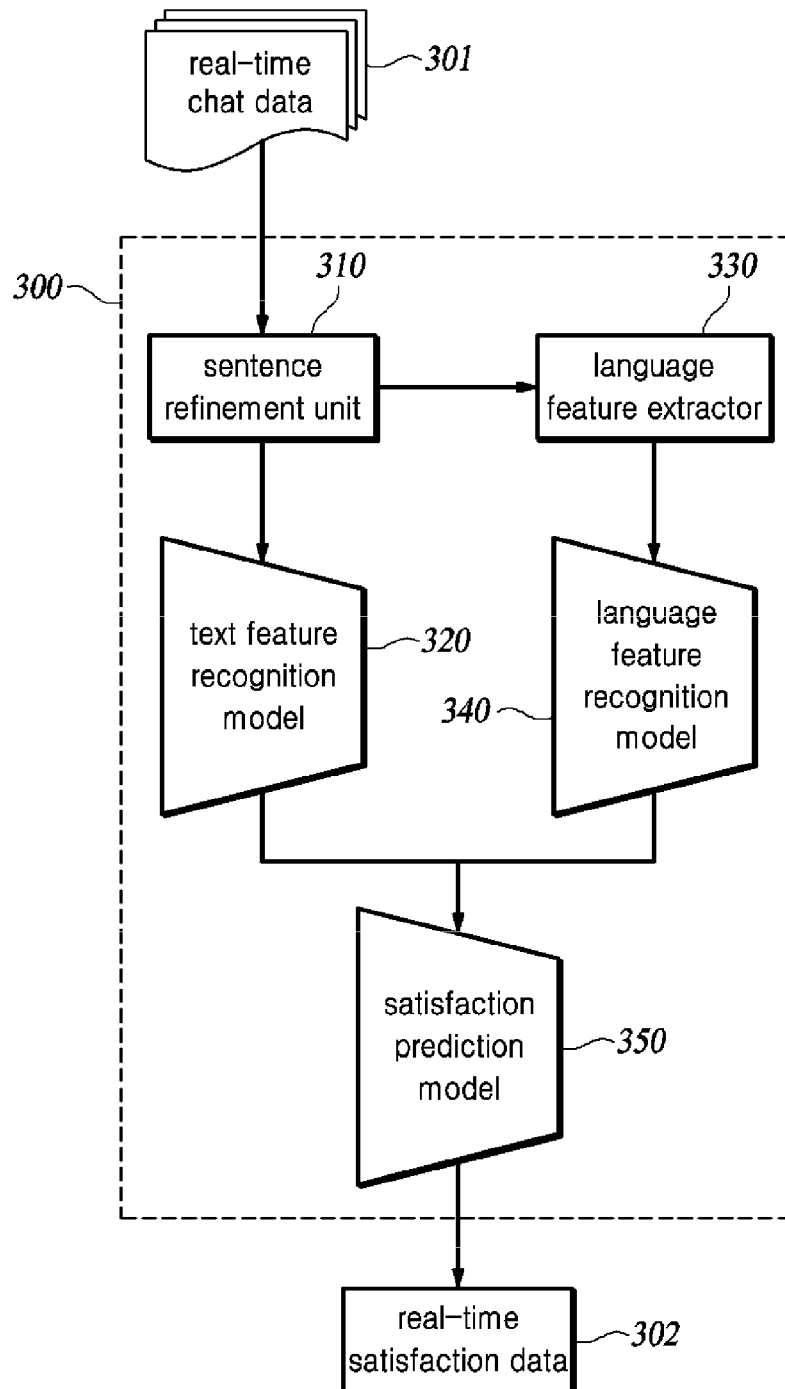 real-time
chat data
301
300
310
330
sentence
refinement unit
language
feature extractor
text feature
recognition
model
320
language
feature
recognition
model
340
satisfaction
prediction
model
350
real-time
satisfaction data
302